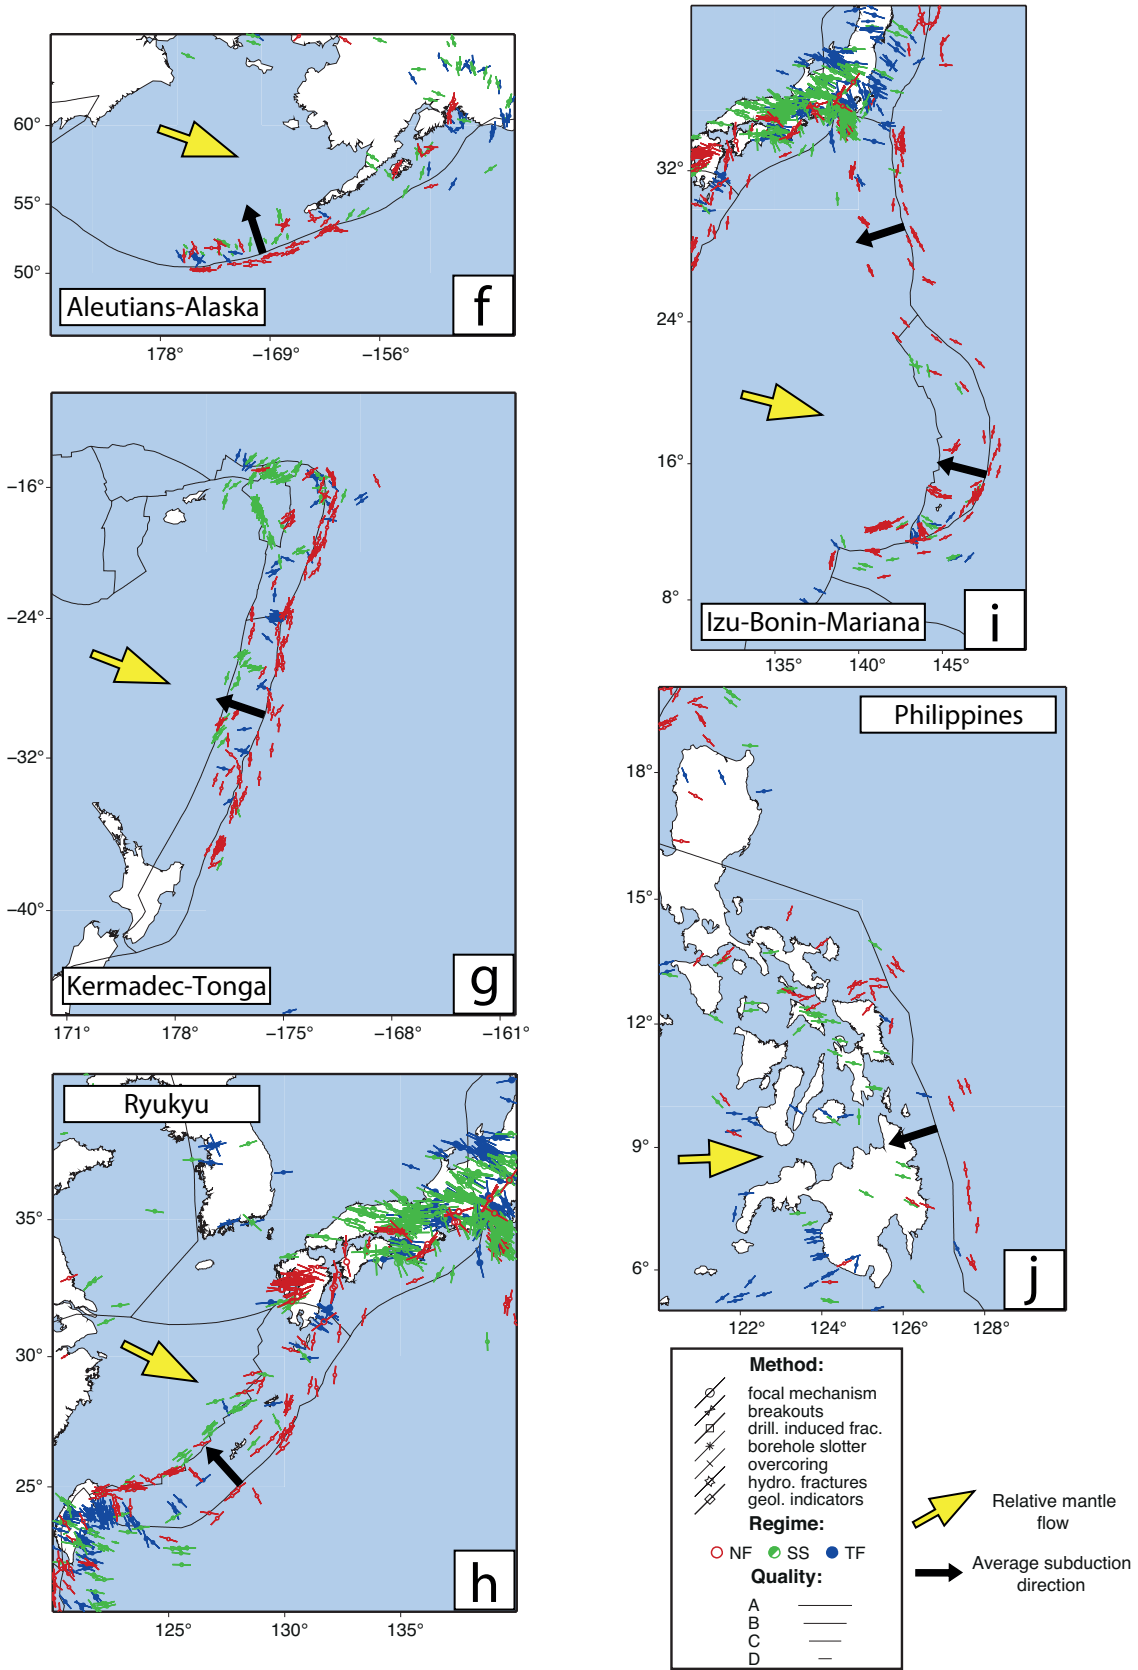 60°
55°
50°
Aleutians-Alaska
f
178°
−169°
−156°
32°
24°
16°
8°
Izu-Bonin-Mariana
i
135°
140°
145°
−16°
−24°
−32°
−40°
Kermadec-Tonga
g
171°
178°
−175°
−168°
−161°
Philippines
18°
15°
12°
9°
6°
j
122°
124°
126°
128°
Ryukyu
35°
30°
25°
h
125°
130°
135°
Method:
focal mechanism
breakouts
drill. induced frac.
borehole slotter
overcoring
hydro. fractures
geol. indicators
Regime:
NF SS TF
Quality:
A
B
C
D
Relative mantle
flow
Average subduction
direction